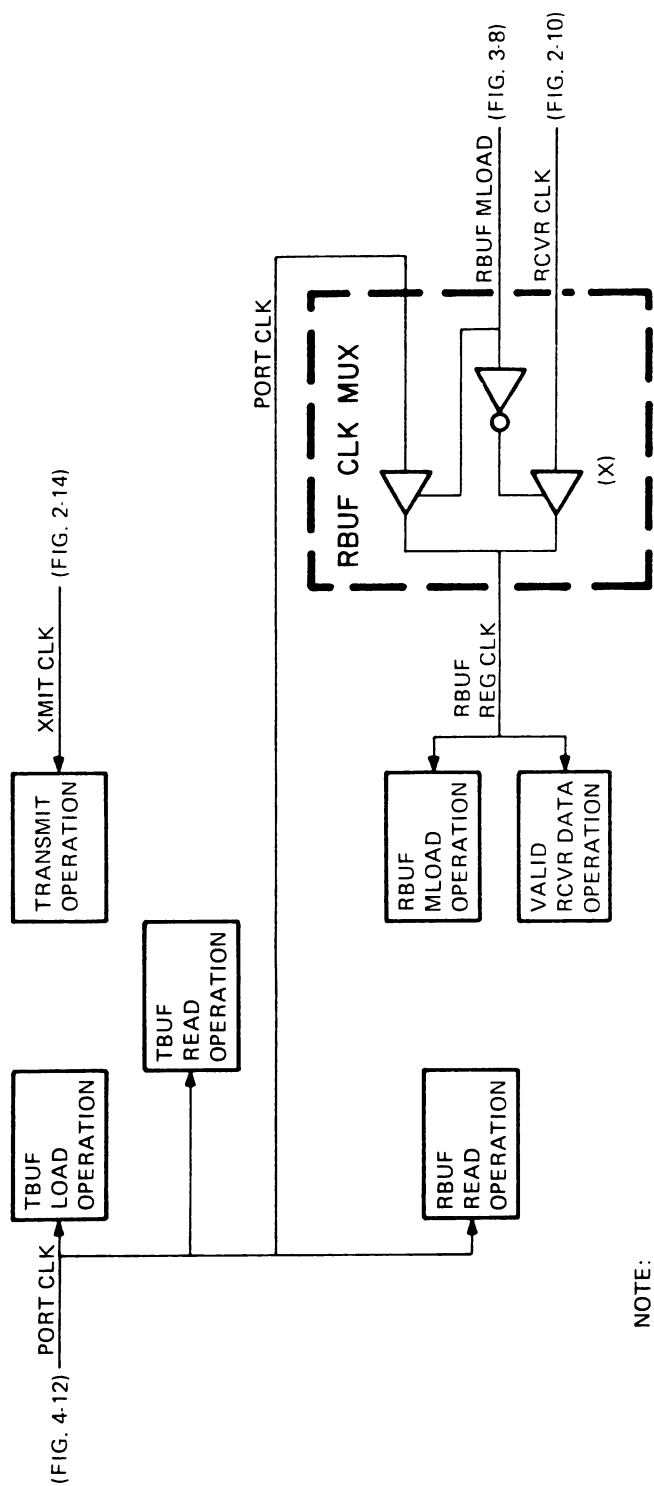 (FIG. 4-12)
PORT CLK
TBUF
LOAD
OPERATION
TRANSMIT
OPERATION
XMIT CLK
(FIG. 2-14)
TBUF
READ
OPERATION
PORT CLK
RBUF CLK MUX
RBUF
READ
OPERATION
RBUF
MLOAD
OPERATION
VALID
RCVR DATA
OPERATION
RBUF
REG CLK
(X)
RBUF MLOAD
(FIG. 3-8)
RCVR CLK
(FIG. 2-10)
NOTE: